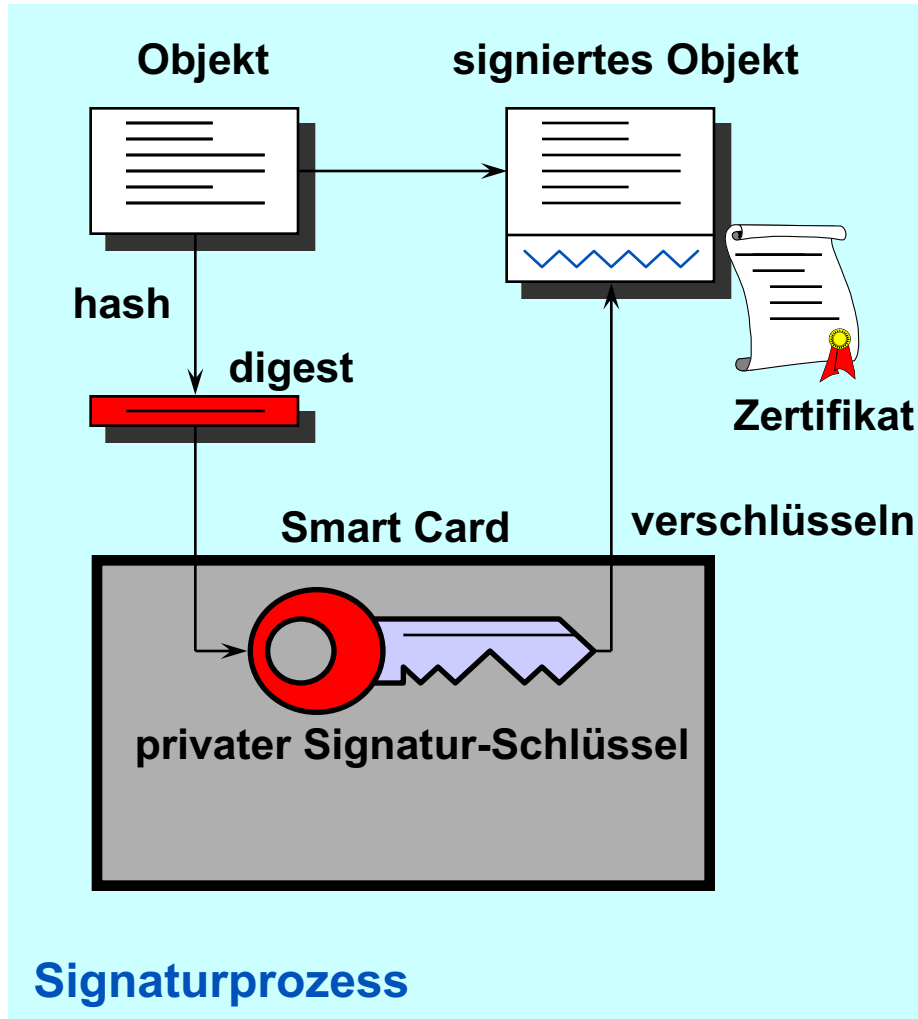 Objekt
signiertes Objekt
hash
digest
Zertifikat
Smart Card
verschlüsseln
privater Signatur-Schlüssel
Signaturprozess